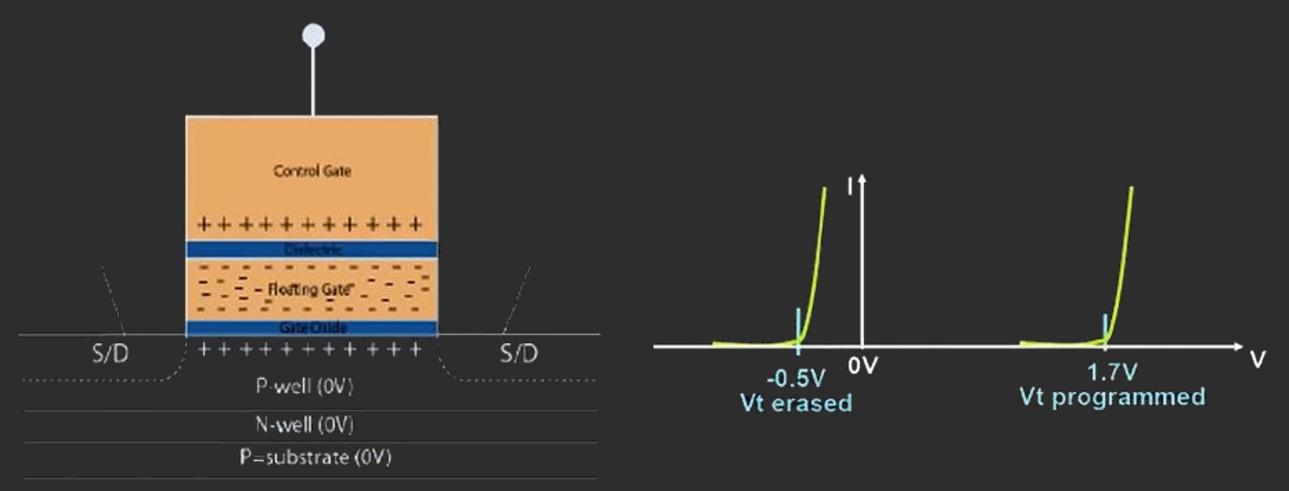 Control Gate
+ + + + + + + + + + + +
Dielectric
Floating Gate
Gate Oxide
S/D
+ + + + + + + + + + + +
S/D
P-well (0V)
N-well (0V)
P=substrate (0V)
I
0V
V
-0.5V
Vt erased
1.7V
Vt programmed